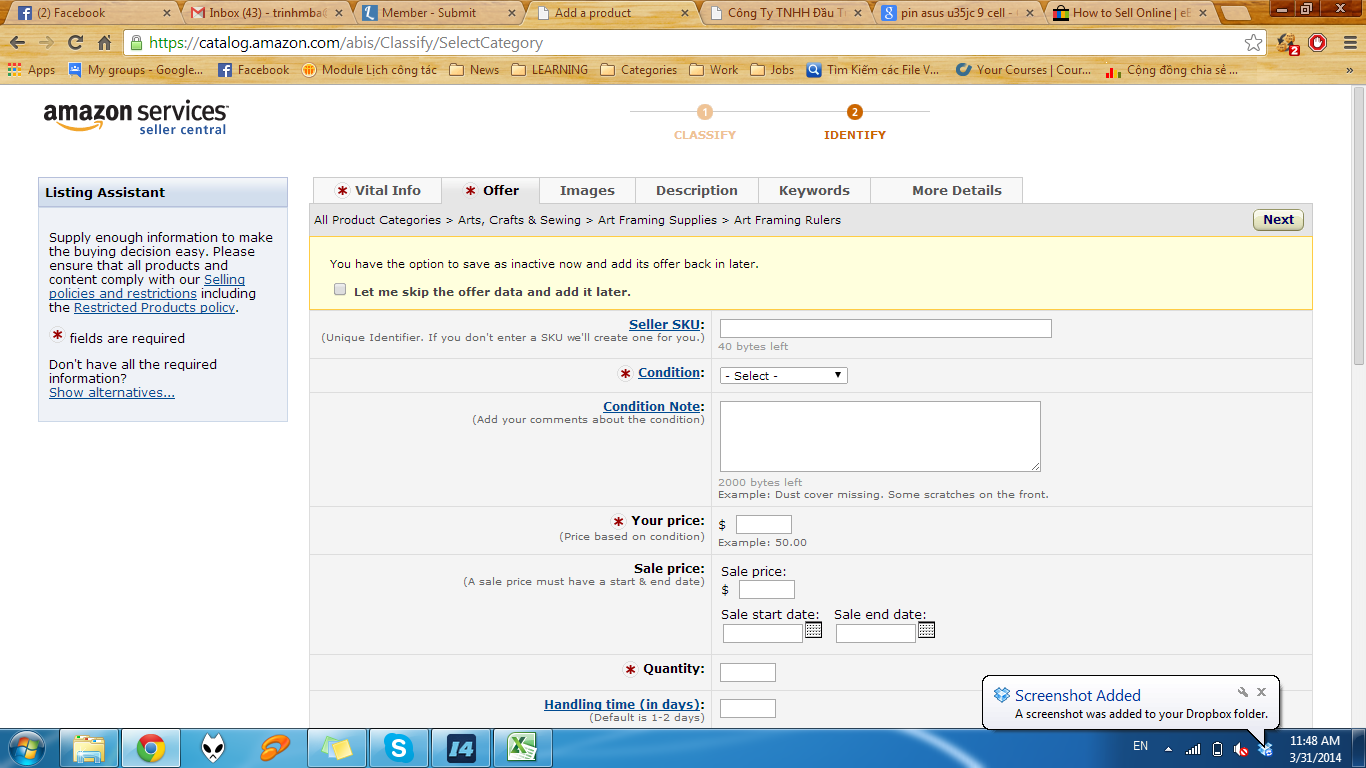 (2) Facebook
Inbox (43) - trinhmba@
Member - Submit
Add a product
Công Ty TNHH Đầu T
pin asus u35jc 9 cell -
How to Sell Online | eB
https://catalog.amazon.com/abis/Classify/SelectCategory
2
Apps
My groups - Google...
Facebook
Module Lịch công tác
News
LEARNING
Categories
Work
Jobs
Tìm Kiếm các File V...
Your Courses | Cour...
Cộng đồng chia sẻ ...
»
amazon services
seller central
1
CLASSIFY
2
IDENTIFY
Listing Assistant
Supply enough information to make
the buying decision easy. Please
ensure that all products and
content comply with our Selling
policies and restrictions including
the Restricted Products policy.
* fields are required
Don't have all the required
information?
Show alternatives...
* Vital Info
* Offer
Images
Description
Keywords
More Details
All Product Categories > Arts, Crafts & Sewing > Art Framing Supplies > Art Framing Rulers
Next
You have the option to save as inactive now and add its offer back in later.
Let me skip the offer data and add it later.
Seller SKU:
(Unique Identifier. If you don't enter a SKU we'll create one for you.)
40 bytes left
* Condition:
- Select -
Condition Note:
(Add your comments about the condition)
2000 bytes left
Example: Dust cover missing. Some scratches on the front.
* Your price:
(Price based on condition)
$
Example: 50.00
Sale price:
(A sale price must have a start & end date)
Sale price:
$
Sale start date:
Sale end date:
* Quantity:
Handling time (in days):
(Default is 1-2 days)
Screenshot Added
A screenshot was added to your Dropbox folder.
EN
11:48 AM
3/31/2014